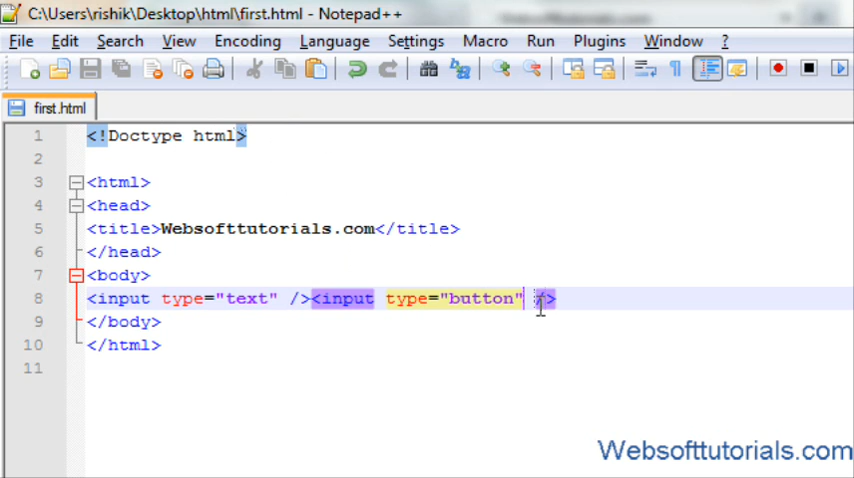 C:\Users\rishik\Desktop\html\first.html - Notepad++
File Edit Search View Encoding Language Settings Macro Run Plugins Window ?
first.html
1 <!Doctype html>
2
3 <html>
4 <head>
5 <title>Websofttutorials.com</title>
6 </head>
7 <body>
8 <input type="text" /><input type="button" />
9 </body>
10 </html>
11
Websofttutorials.com